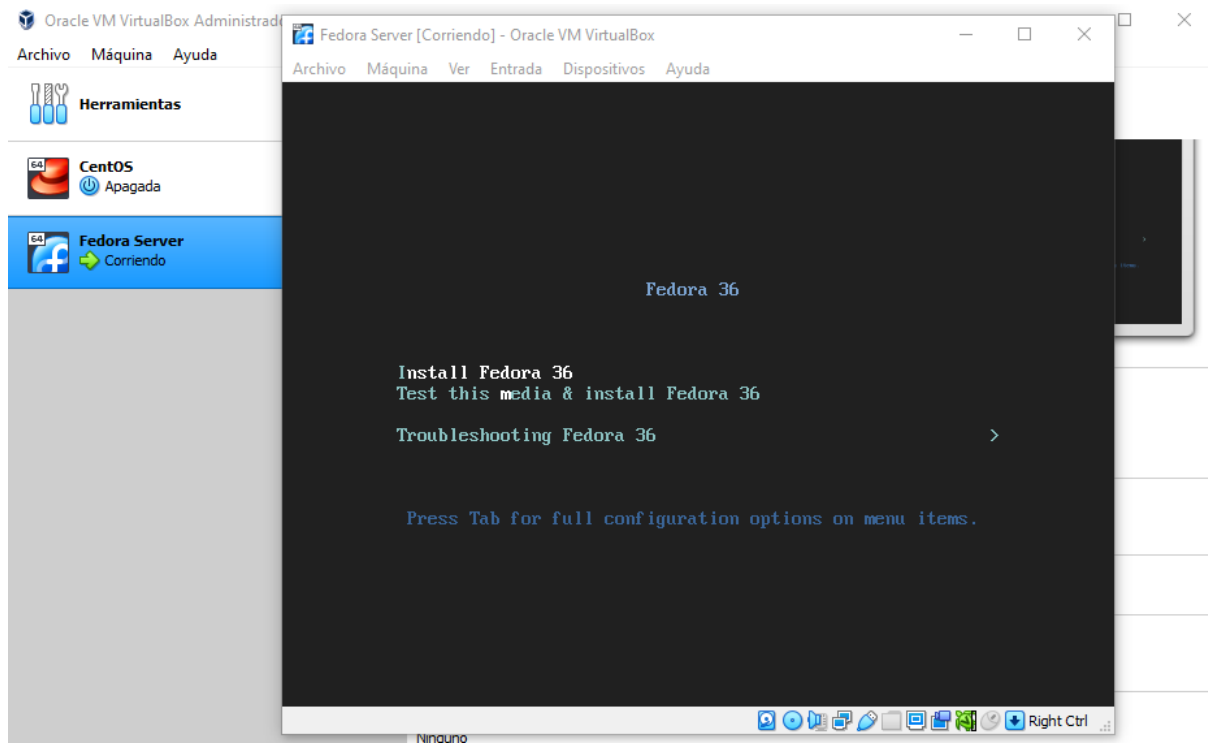 Oracle VM VirtualBox Administrad
Archivo Máquina Ayuda
Herramientas
64
CentOS
Apagada
64
Fedora Server
Corriendo
Fedora Server [Corriendo] - Oracle VM VirtualBox
Archivo Máquina Ver Entrada Dispositivos Ayuda
Fedora 36
Install Fedora 36
Test this media & install Fedora 36
Troubleshooting Fedora 36 >
Press Tab for full configuration options on menu items.
Right Ctrl
Ninguno